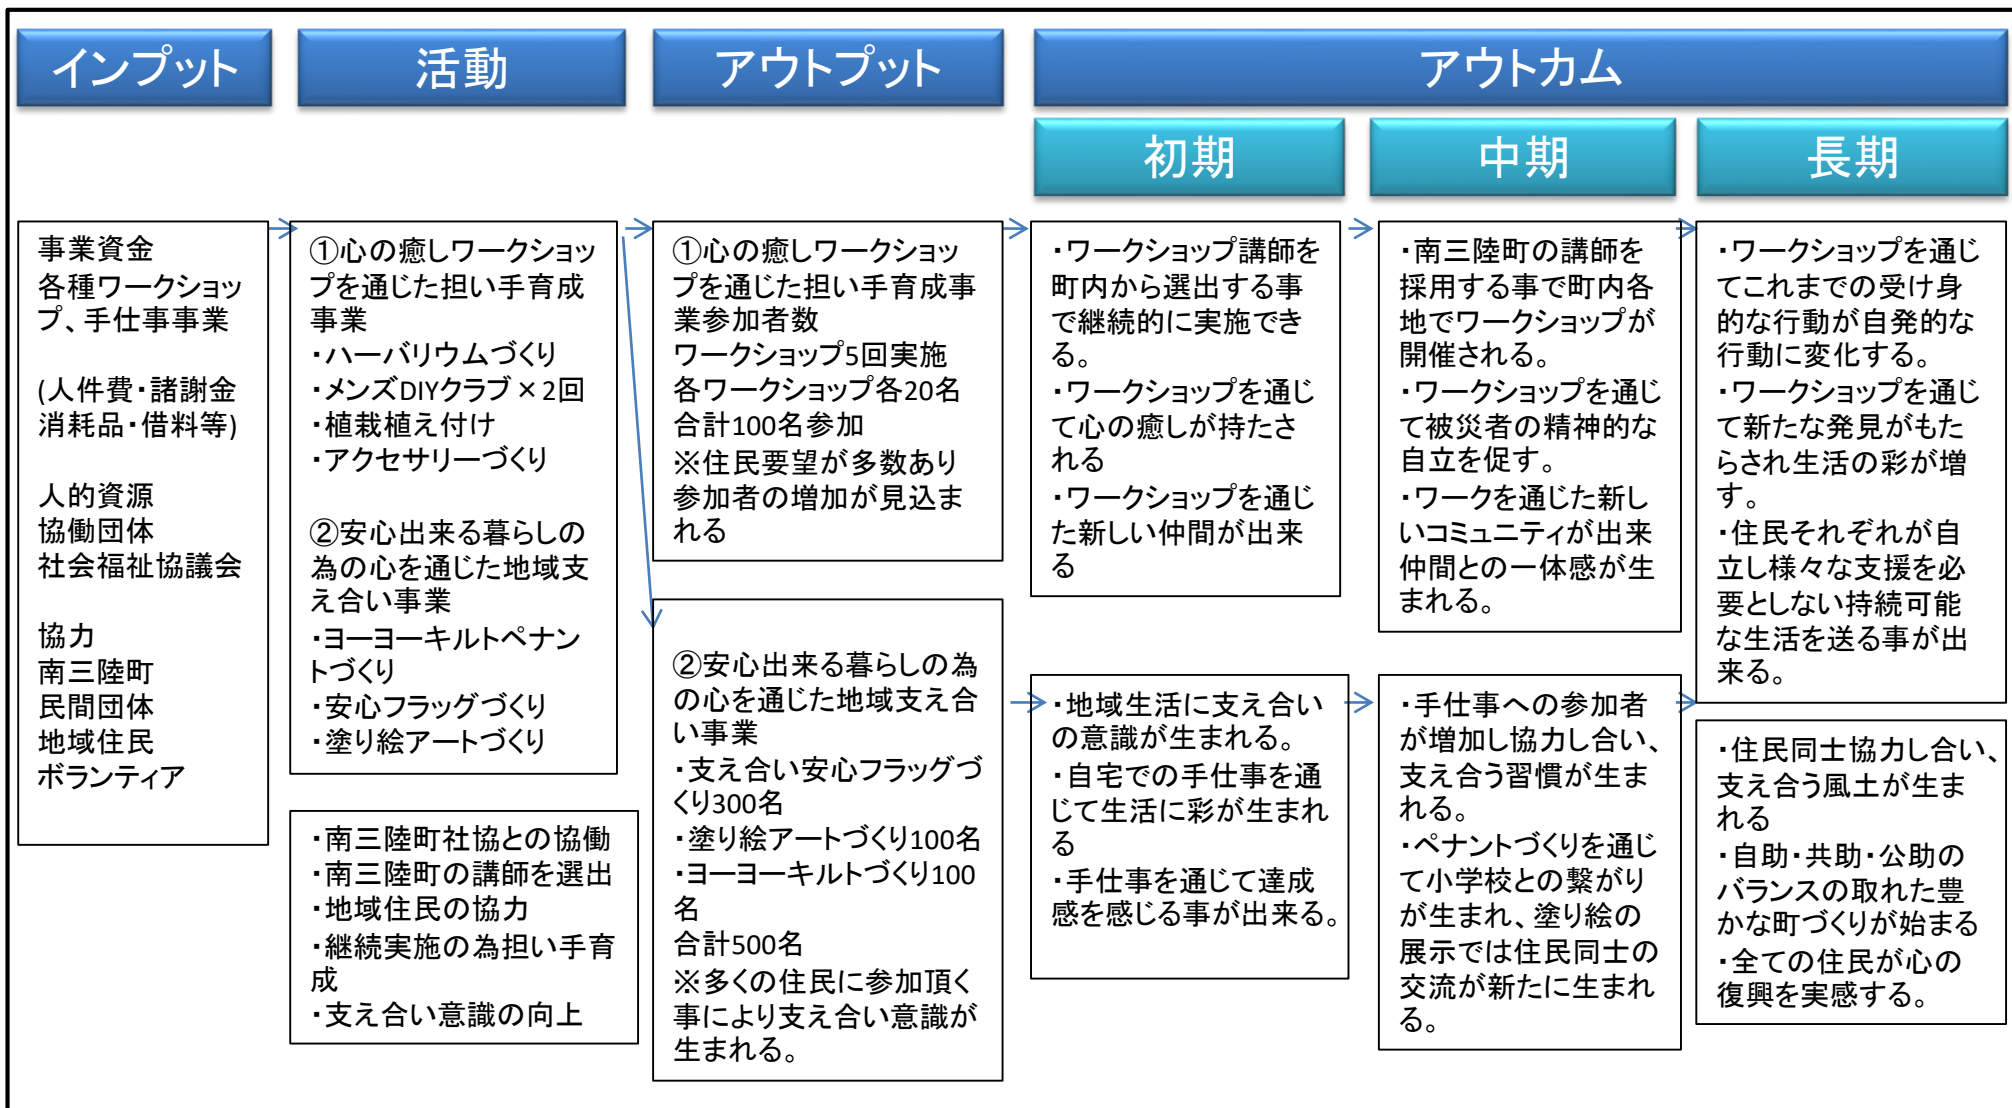 インプット
活動
アウトプット
アウトカム
初期
中期
長期
事業資金
各種ワークショッ
プ、手仕事事業
(人件費・諸謝金
消耗品・借料等)
人的資源
協働団体
社会福祉協議会
協力
南三陸町
民間団体
地域住民
ボランティア
①心の癒しワークショッ
プを通じた担い手育成
事業
・ハーバリウムづくり
・メンズDIYクラブ×2回
・植栽植え付け
・アクセサリーづくり
②安心出来る暮らしの
為の心を通じた地域支
え合い事業
・ヨーヨーキルトペナン
トづくり
・安心フラッグづくり
・塗り絵アートづくり
・南三陸町社協との協働
・南三陸町の講師を選出
・地域住民の協力
・継続実施の為担い手育
成
・支え合い意識の向上
①心の癒しワークショッ
プを通じた担い手育成事
業参加者数
ワークショップ5回実施
各ワークショップ各20名
合計100名参加
※住民要望が多数あり
参加者の増加が見込ま
れる
②安心出来る暮らしの為
の心を通じた地域支え合
い事業
・支え合い安心フラッグづ
くり300名
・塗り絵アートづくり100名
・ヨーヨーキルトづくり100
名
合計500名
※多くの住民に参加頂く
事により支え合い意識が
生まれる。
・ワークショップ講師を
町内から選出する事
で継続的に実施でき
る。
・ワークショップを通じ
て心の癒しが持たさ
れる
・ワークショップを通じ
た新しい仲間が出来
る
・地域生活に支え合い
の意識が生まれる。
・自宅での手仕事を通
じて生活に彩が生まれ
る
・手仕事を通じて達成
感を感じる事が出来る。
・南三陸町の講師を
採用する事で町内各
地でワークショップが
開催される。
・ワークショップを通じ
て被災者の精神的な
自立を促す。
・ワークを通じた新し
いコミュニティが出来
仲間との一体感が生
まれる。
・手仕事への参加者
が増加し協力し合い、
支え合う習慣が生ま
れる。
・ペナントづくりを通じ
て小学校との繋がり
が生まれ、塗り絵の
展示では住民同士の
交流が新たに生まれ
る。
・ワークショップを通じ
てこれまでの受け身
的な行動が自発的な
行動に変化する。
・ワークショップを通じ
て新たな発見がもた
らされ生活の彩が増
す。
・住民それぞれが自
立し様々な支援を必
要としない持続可能
な生活を送る事が出
来る。
・住民同士協力し合い、
支え合う風土が生ま
れる
・自助・共助・公助の
バランスの取れた豊
かな町づくりが始まる
・全ての住民が心の
復興を実感する。